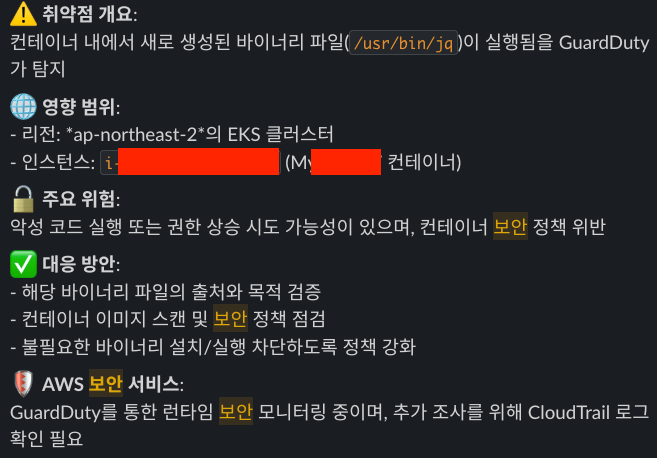 ⚠️ 취약점 개요:
컨테이너 내에서 새로 생성된 바이너리 파일(/usr/bin/jq)이 실행됨을 GuardDuty
가 탐지
🌐 영향 범위:
- 리전: *ap-northeast-2*의 EKS 클러스터
- 인스턴스: i- (My 컨테이너)
🔒 주요 위험:
악성 코드 실행 또는 권한 상승 시도 가능성이 있으며, 컨테이너 보안 정책 위반
✅ 대응 방안:
- 해당 바이너리 파일의 출처와 목적 검증
- 컨테이너 이미지 스캔 및 보안 정책 점검
- 불필요한 바이너리 설치/실행 차단하도록 정책 강화
🛡️ AWS 보안 서비스:
GuardDuty를 통한 런타임 보안 모니터링 중이며, 추가 조사를 위해 CloudTrail 로그
확인 필요